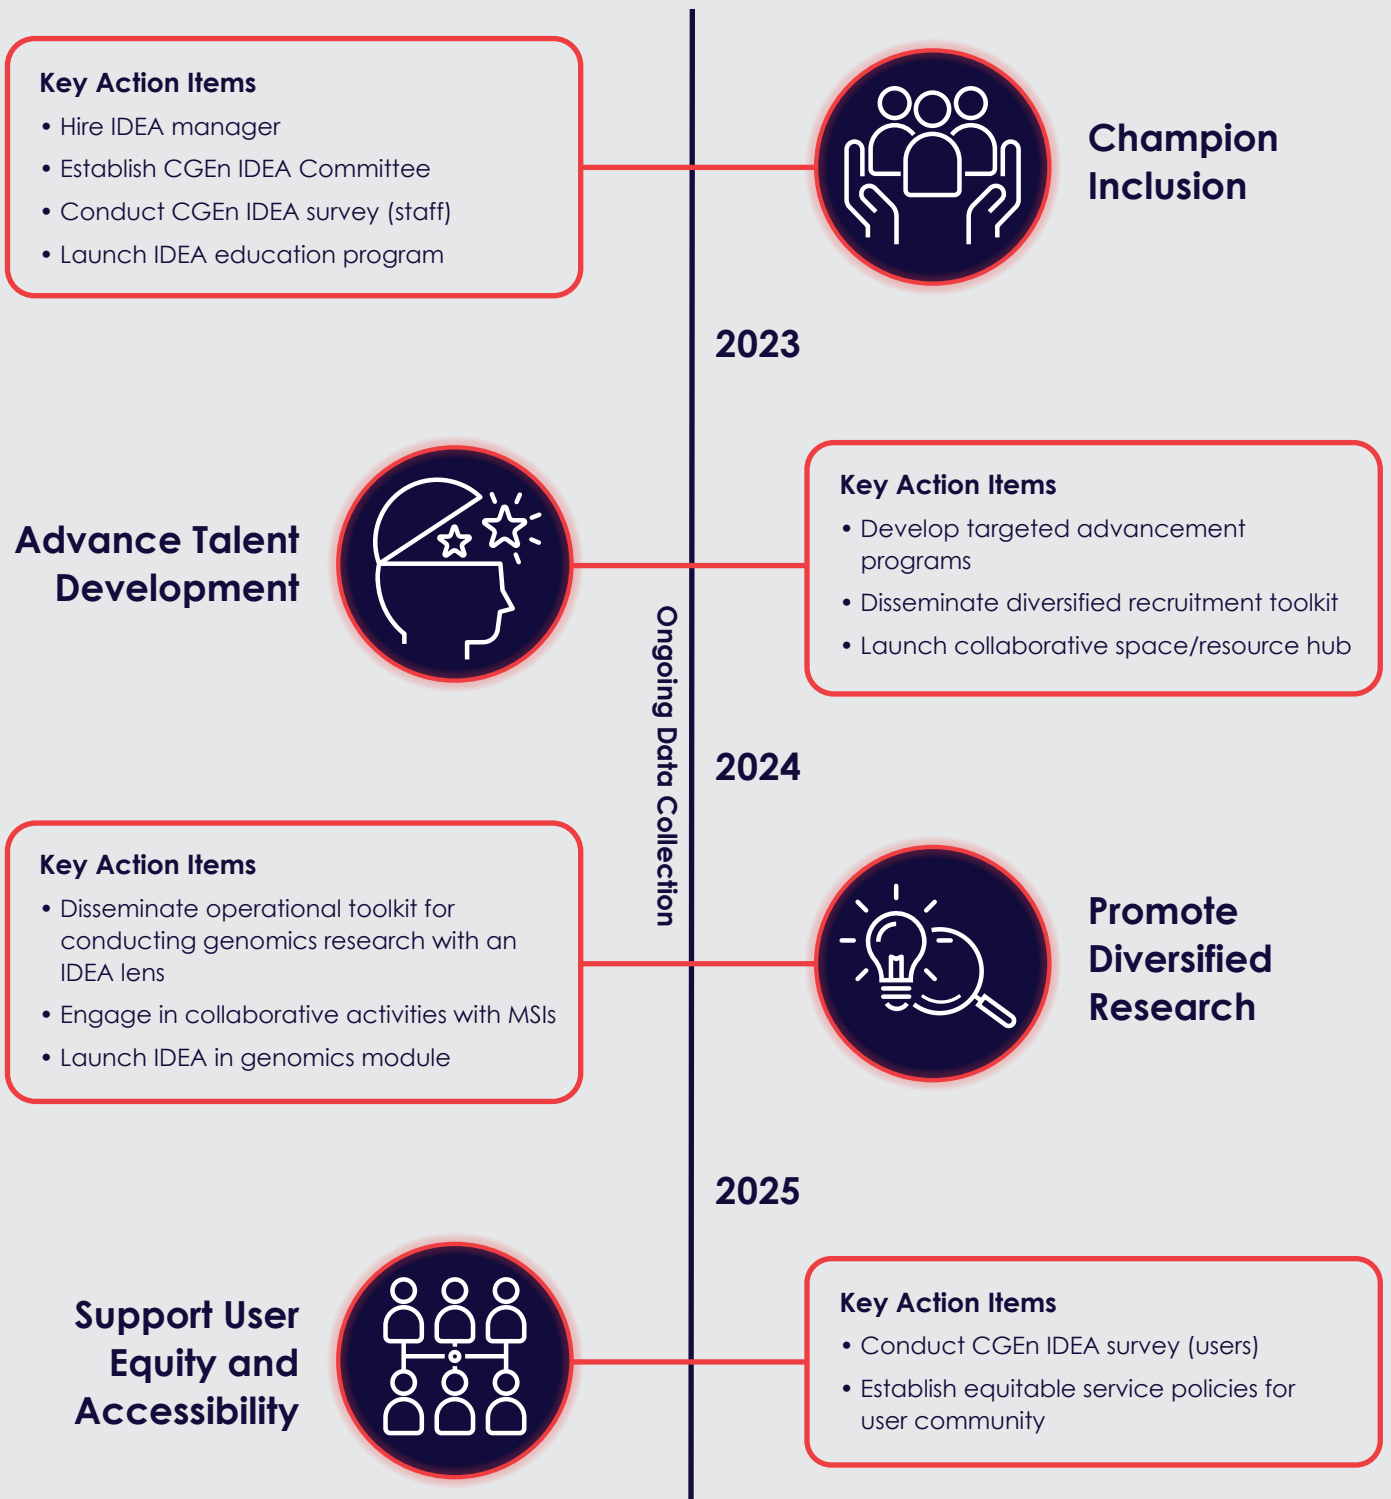 Key Action Items
• Hire IDEA manager
• Establish CGEn IDEA Committee
• Conduct CGEn IDEA survey (staff)
• Launch IDEA education program
Champion
Inclusion
2023
Advance Talent
Development
Key Action Items
• Develop targeted advancement
programs
• Disseminate diversified recruitment toolkit
• Launch collaborative space/resource hub
Ongoing Data Collection
2024
Key Action Items
• Disseminate operational toolkit for
conducting genomics research with an
IDEA lens
• Engage in collaborative activities with MSIs
• Launch IDEA in genomics module
Promote
Diversified
Research
2025
Support User
Equity and
Accessibility
Key Action Items
• Conduct CGEn IDEA survey (users)
• Establish equitable service policies for
user community